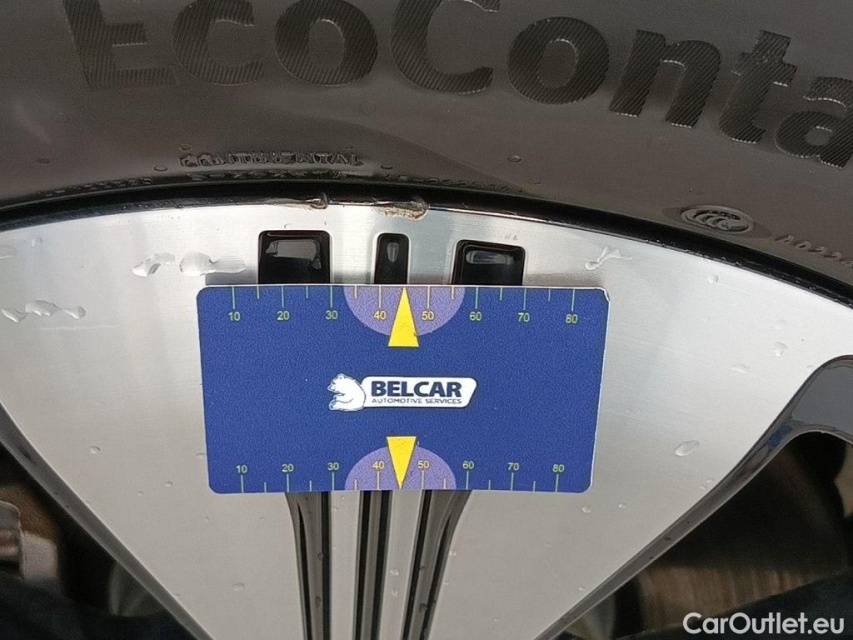 EcoConta
CONTINENTAL
10 20 30 40 50 60 70 80
BELCAR
AUTOMOTIVE SERVICES
10 20 30 40 50 60 70 80
CarOutlet.eu